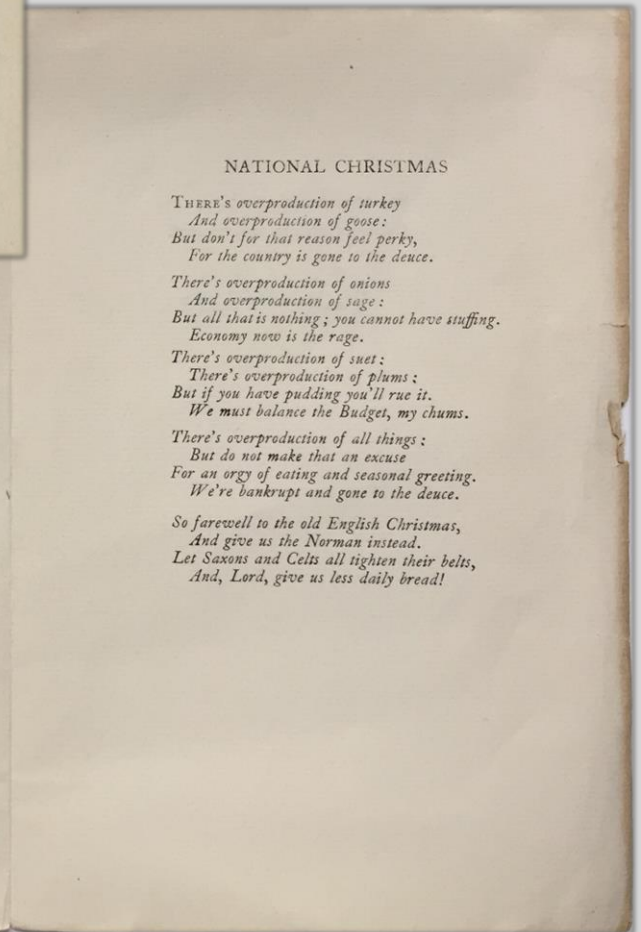 NATIONAL CHRISTMAS
THERE'S overproduction of turkey
And overproduction of goose:
But don't for that reason feel perky,
For the country is gone to the deuce.
There's overproduction of onions
And overproduction of sage:
But all that is nothing; you cannot have stuffing.
Economy now is the rage.
There's overproduction of suet:
There's overproduction of plums:
But if you have pudding you'll rue it.
We must balance the Budget, my chums.
There's overproduction of all things:
But do not make that an excuse
For an orgy of eating and seasonal greeting.
We're bankrupt and gone to the deuce.
So farewell to the old English Christmas,
And give us the Norman instead.
Let Saxons and Celts all tighten their belts,
And, Lord, give us less daily bread!